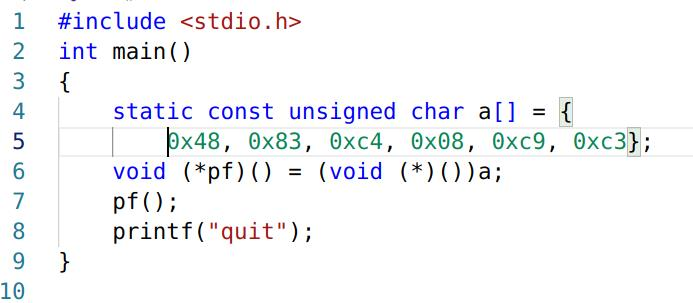 1 #include <stdio.h>
2 int main()
3 {
4     static const unsigned char a[] = {
5         0x48, 0x83, 0xc4, 0x08, 0xc9, 0xc3};
6     void (*pf)() = (void (*)())a;
7     pf();
8     printf("quit");
9 }
10